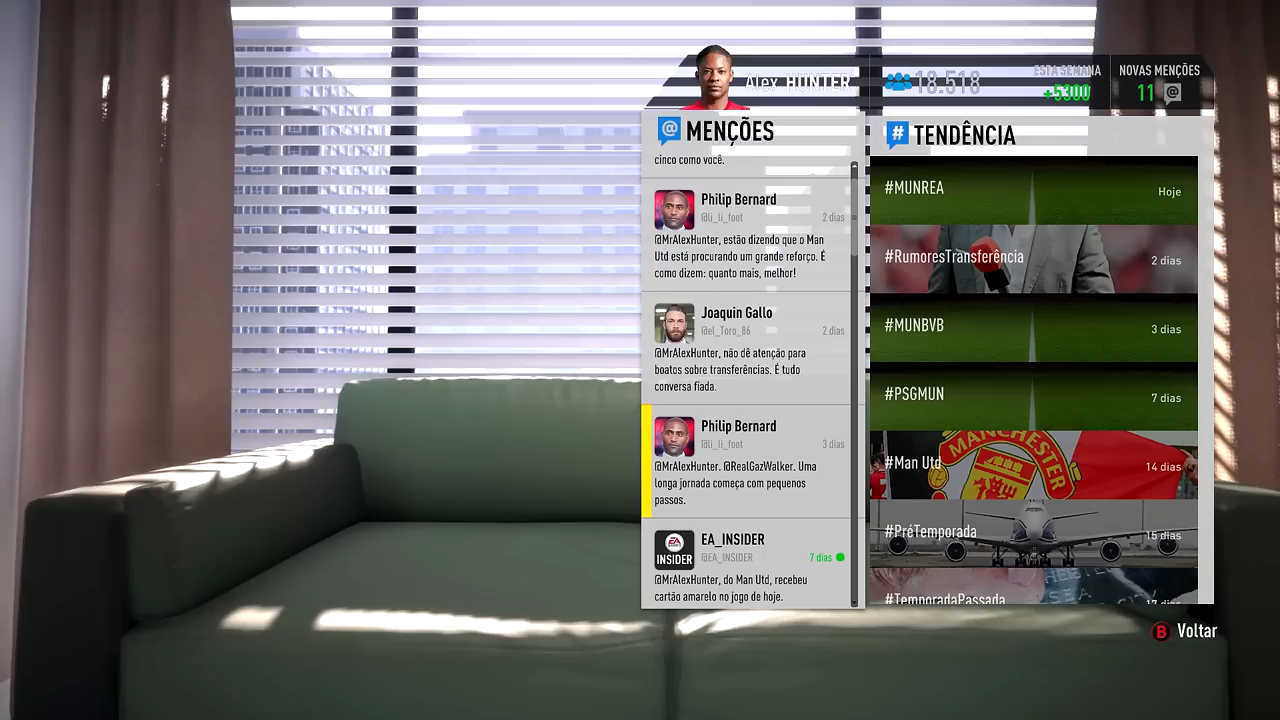 Alex HUNTER
18.518
ESTA SEMANA
+5300
NOVAS MENÇÕES
11 @
@ MENÇÕES
cinco como você.
Philip Bernard
@li_li_foot 2 dias
@MrAlexHunter, estão dizendo que o Man
Utd está procurando um grande reforço. É
como dizem: quanto mais, melhor!
Joaquin Gallo
@el_Toro_86 2 dias
@MrAlexHunter, não dê atenção para
boatos sobre transferências. É tudo
conversa fiada.
Philip Bernard
@li_li_foot 3 dias
@MrAlexHunter. @RealGazWalker. Uma
longa jornada começa com pequenos
passos.
EA INSIDER
EA_INSIDER
@EA_INSIDER 7 dias
@MrAlexHunter, do Man Utd, recebeu
cartão amarelo no jogo de hoje.
# TENDÊNCIA
#MUNREA Hoje
#RumoresTransferência 2 dias
#MUNBVB 3 dias
#PSGMUN 7 dias
MANCHESTER
#Man Utd 14 dias
#PréTemporada 15 dias
#TemporadaPassada 17 dias
B Voltar